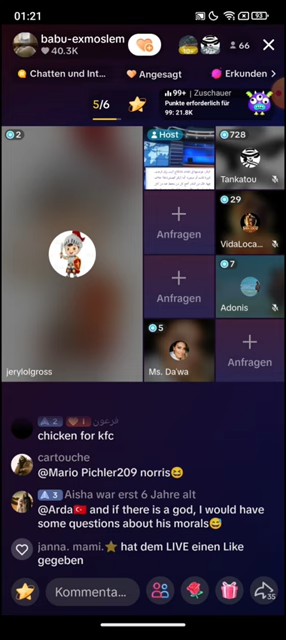 01:21
93
babu-exmoslem
40.3K
66
Chatten und Int...
Angesagt
Erkunden
5/6
99+ | Zuschauer
Punkte erforderlich für
99: 21.8K
2
Host
728
Tankatou
Anfragen
29
VidaLoca...
Anfragen
7
Adonis
jerylolgross
5
Ms. Da'wa
Anfragen
2 i درعون
chicken for kfc
cartouche
@Mario Pichler209 norris😆
3 Aisha war erst 6 Jahre alt
@Arda🇹🇷 and if there is a god, I would have
some questions about his morals😅
janna. mami.⭐ hat dem LIVE einen Like
gegeben
Kommenta...
35